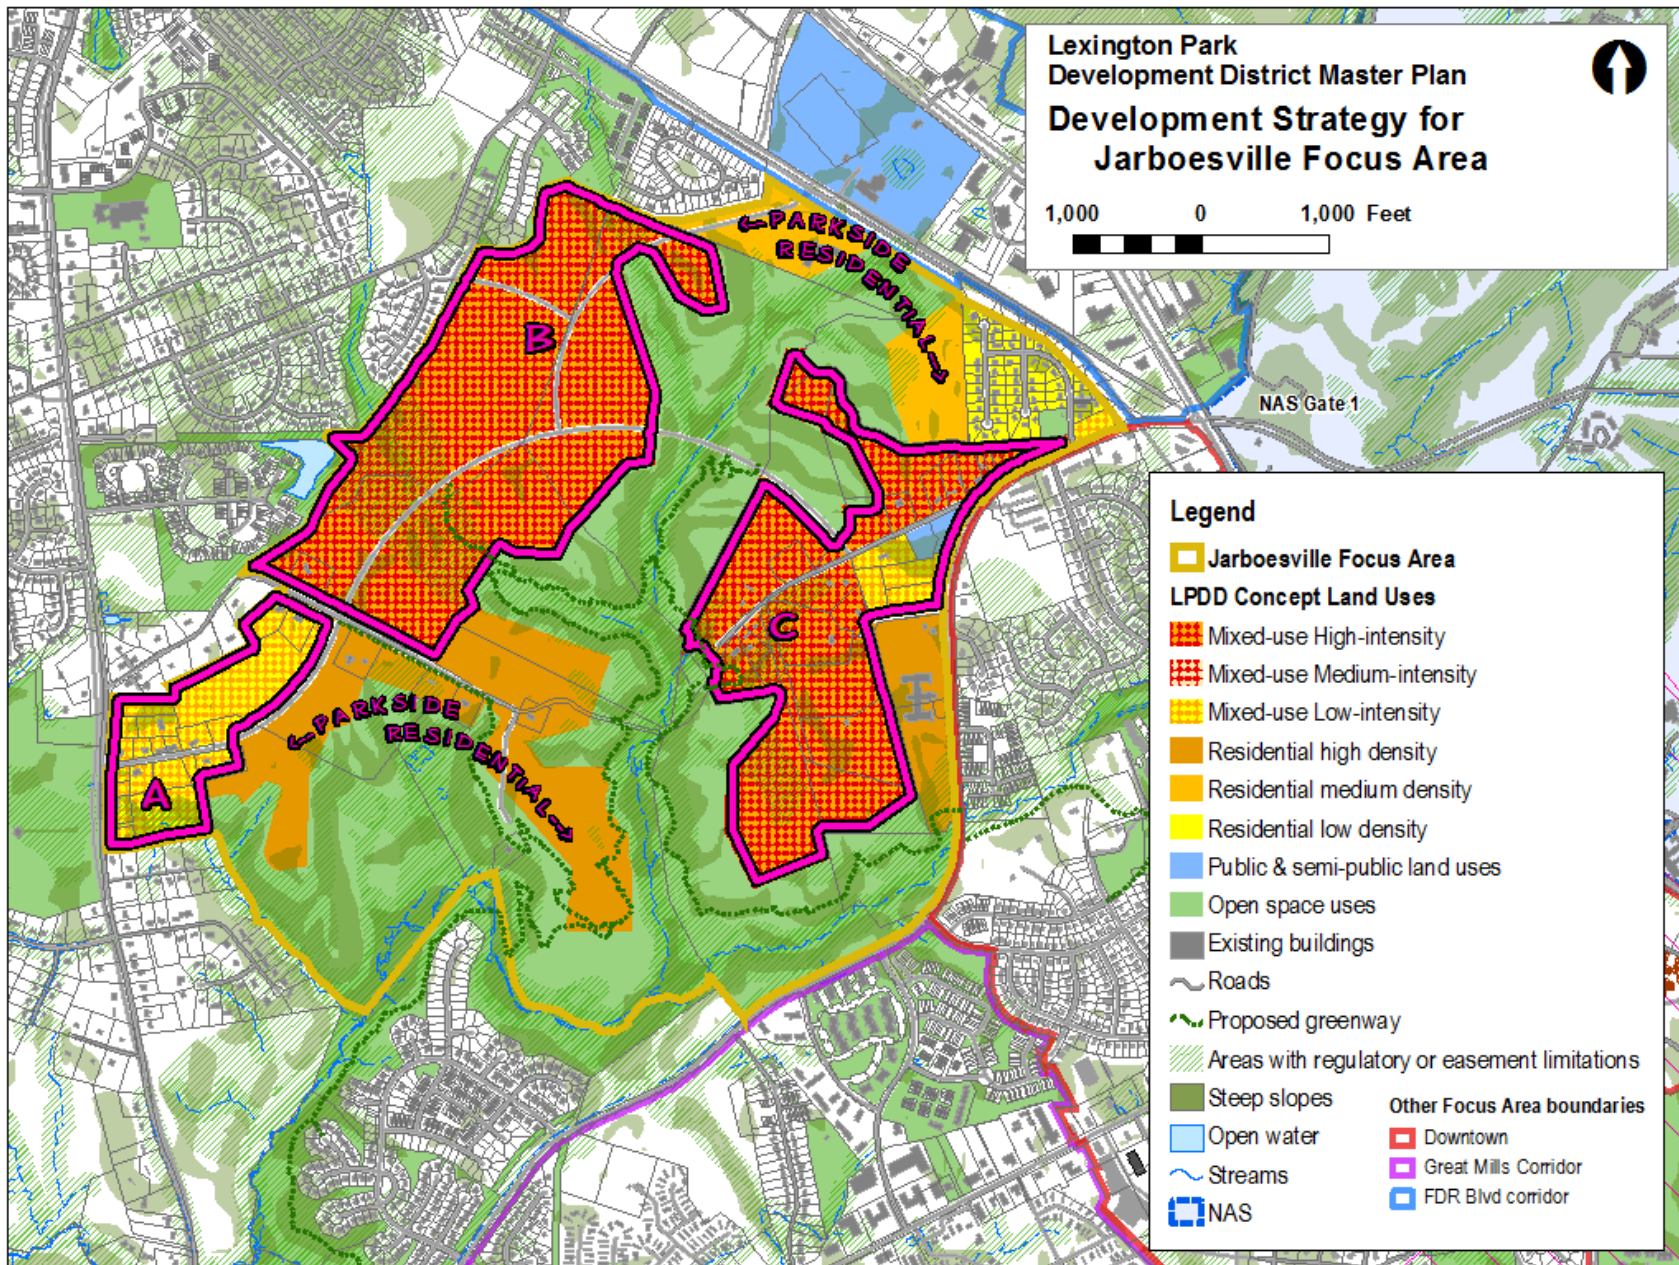 Lexington Park
Development District Master Plan
Development Strategy for
Jarboesville Focus Area
1,000 0 1,000 Feet
←PARKSIDE
RESIDENTIAL→
B
NAS Gate 1
C
A
←PARKSIDE
RESIDENTIAL→
Legend
Jarboesville Focus Area
LPDD Concept Land Uses
Mixed-use High-intensity
Mixed-use Medium-intensity
Mixed-use Low-intensity
Residential high density
Residential medium density
Residential low density
Public & semi-public land uses
Open space uses
Existing buildings
Roads
Proposed greenway
Areas with regulatory or easement limitations
Steep slopes
Open water
Streams
NAS
Other Focus Area boundaries
Downtown
Great Mills Corridor
FDR Blvd corridor